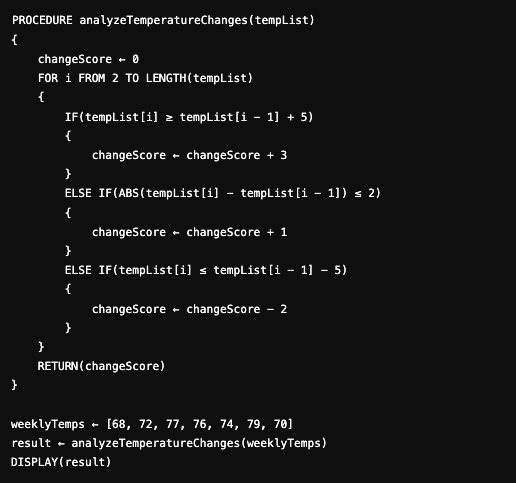 PROCEDURE analyzeTemperatureChanges(tempList)
{
    changeScore ← 0
    FOR i FROM 2 TO LENGTH(tempList)
    {
        IF(tempList[i] ≥ tempList[i - 1] + 5)
        {
            changeScore ← changeScore + 3
        }
        ELSE IF(ABS(tempList[i] - tempList[i - 1]) ≤ 2)
        {
            changeScore ← changeScore + 1
        }
        ELSE IF(tempList[i] ≤ tempList[i - 1] - 5)
        {
            changeScore ← changeScore - 2
        }
    }
    RETURN(changeScore)
}

weeklyTemps ← [68, 72, 77, 76, 74, 79, 70]
result ← analyzeTemperatureChanges(weeklyTemps)
DISPLAY(result)